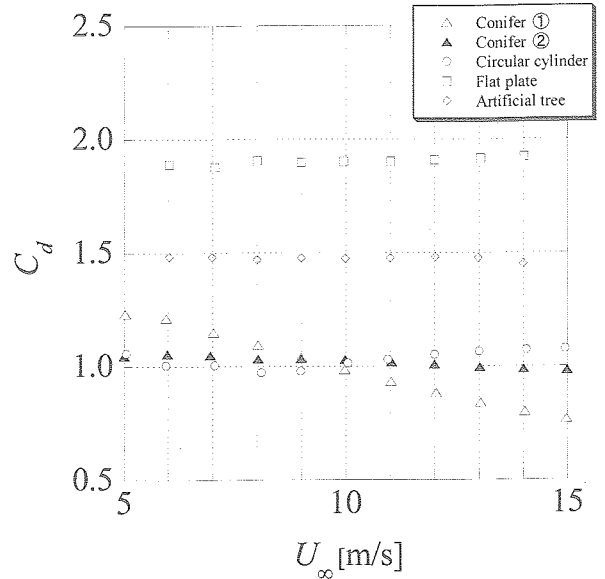 2.5
2.0
1.5
1.0
0.5
C_d
5
10
15
U_∞ [m/s]
Conifer ①
Conifer ②
Circular cylinder
Flat plate
Artificial tree